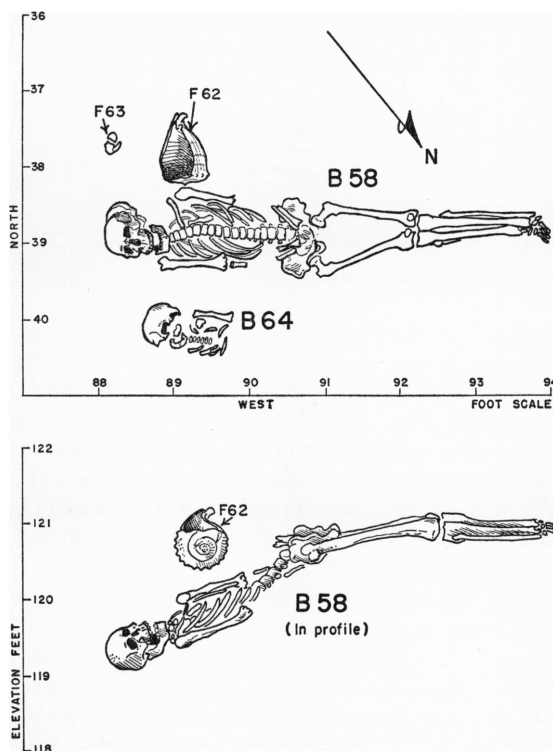 36
37
38
39
40
NORTH
F63
F62
N
B 58
B 64
88 89 90 91 92 93 94
WEST
FOOT SCALE
122
121
120
119
118
ELEVATION FEET
F62
B 58
(In profile)